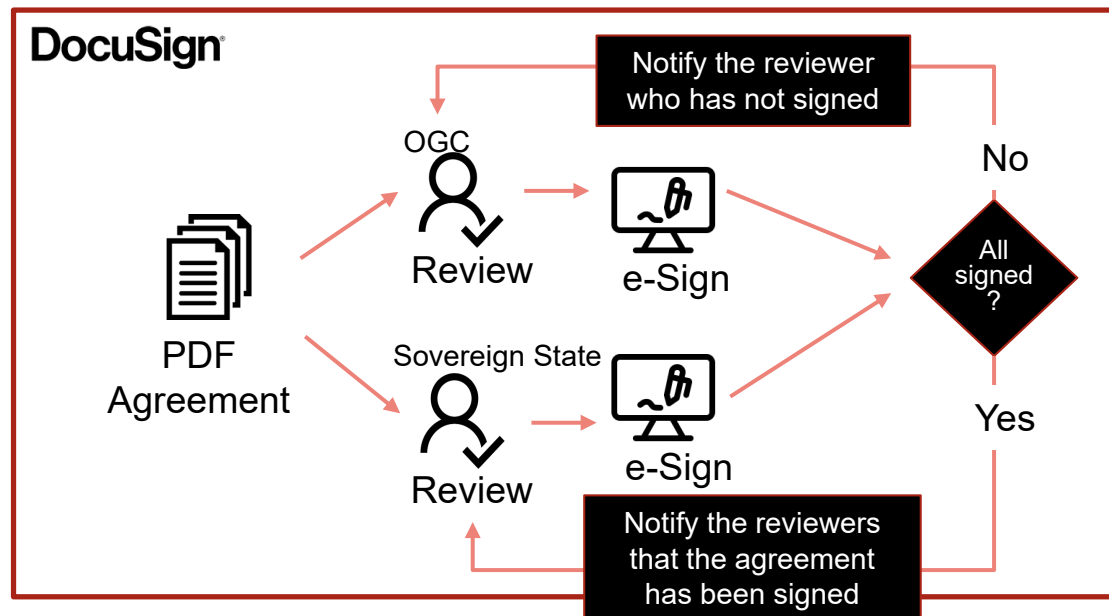 DocuSign
Notify the reviewer
who has not signed
OGC
Review
e-Sign
No
All
signed
?
PDF
Agreement
Sovereign State
Review
e-Sign
Yes
Notify the reviewers
that the agreement
has been signed